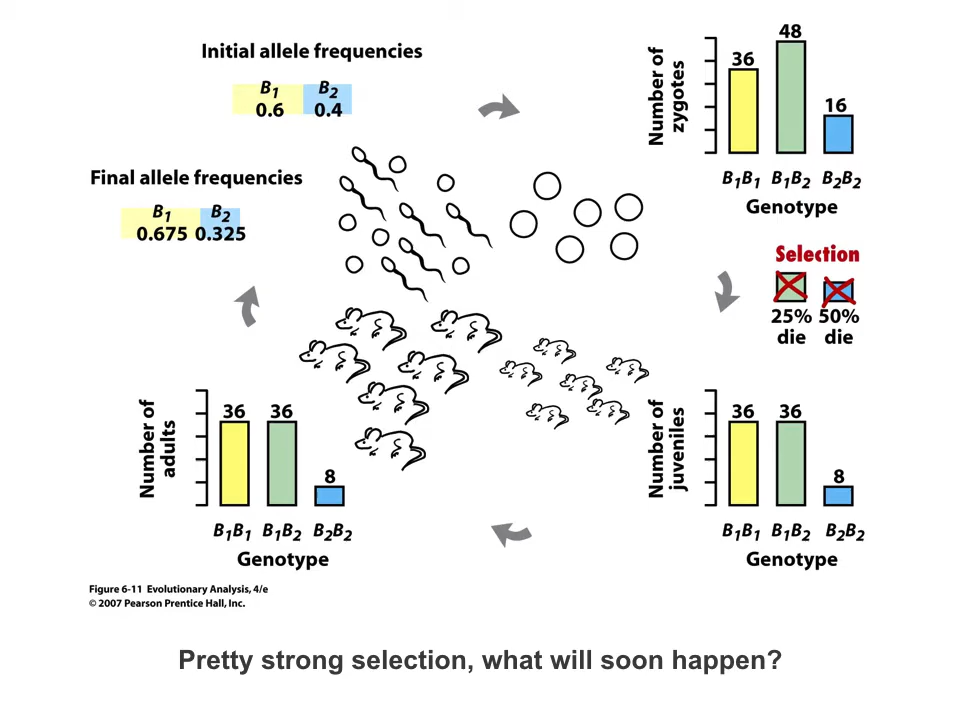 Initial allele frequencies
B1 B2
0.6 0.4
Final allele frequencies
B1 B2
0.675 0.325
Number of
zygotes
36 48 16
B1B1 B1B2 B2B2
Genotype
Selection
25% 50%
die die
Number of
juveniles
36 36 8
B1B1 B1B2 B2B2
Genotype
Number of
adults
36 36 8
B1B1 B1B2 B2B2
Genotype
Figure 6-11 Evolutionary Analysis, 4/e
© 2007 Pearson Prentice Hall, Inc.
Pretty strong selection, what will soon happen?